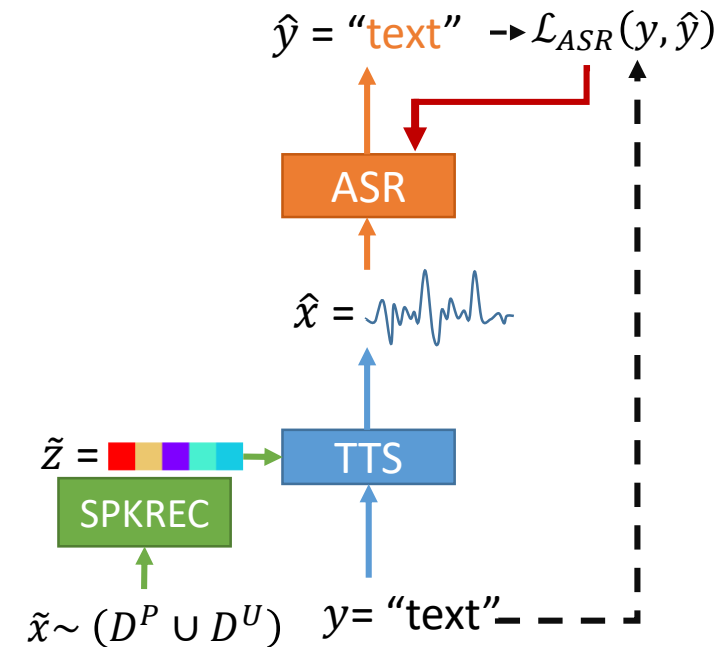 ŷ = “text” ℒ_ASR(y, ŷ)
ASR
x̂ =
z̃ =
TTS
SPKREC
x̃~ (D^P ∪ D^U)
y= “text”